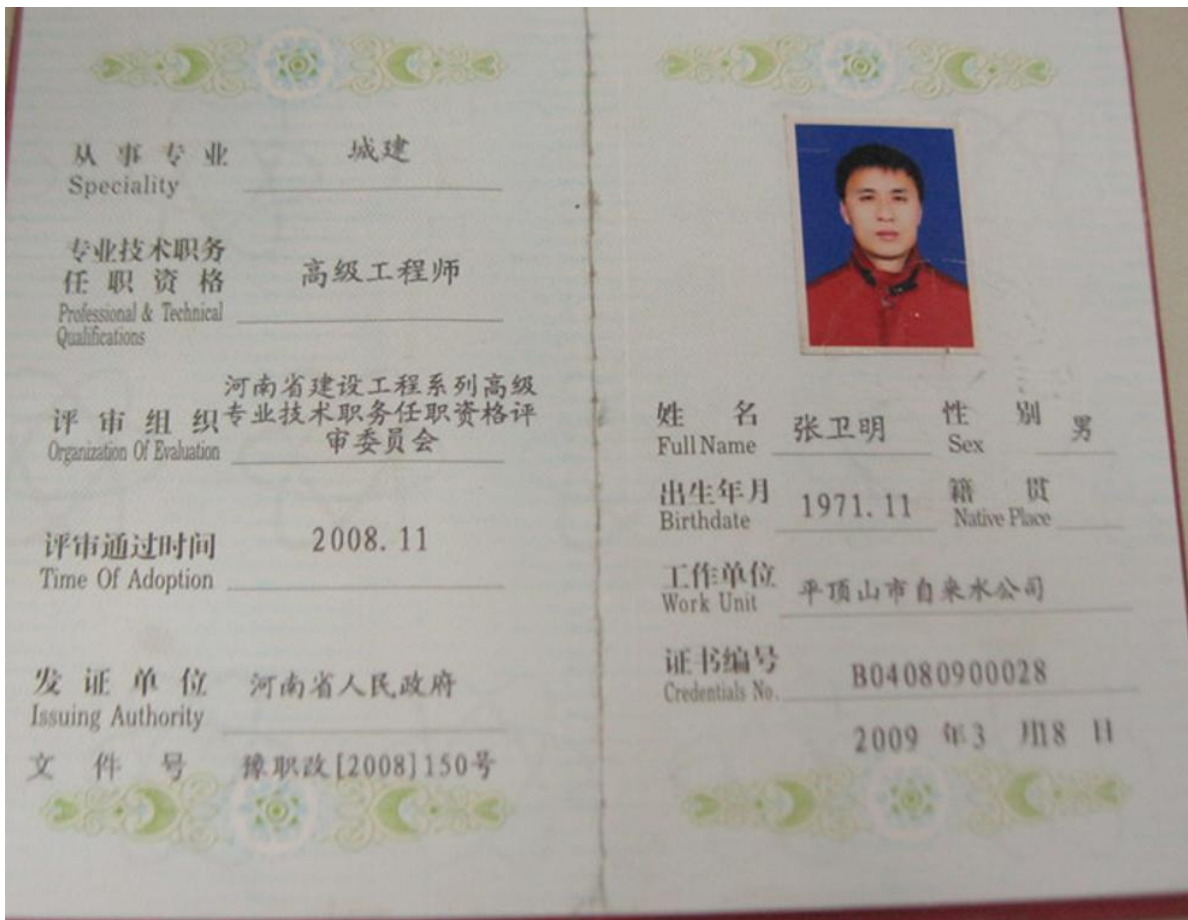 从事专业 城建
Speciality
专业技术职务
任职资格 高级工程师
Professional & Technical
Qualifications
河南省建设工程系列高级
评审组织 专业技术职务任职资格评
Organization Of Evaluation 审委员会
评审通过时间 2008.11
Time Of Adoption
发证单位 河南省人民政府
Issuing Authority
文件号 豫职改[2008]150号
姓名 张卫明 性别 男
Full Name Sex
出生年月 1971.11 籍贯
Birthdate Native Place
工作单位 平顶山市自来水公司
Work Unit
证书编号 B04080900028
Credentials No.
2009 年3 月18 日